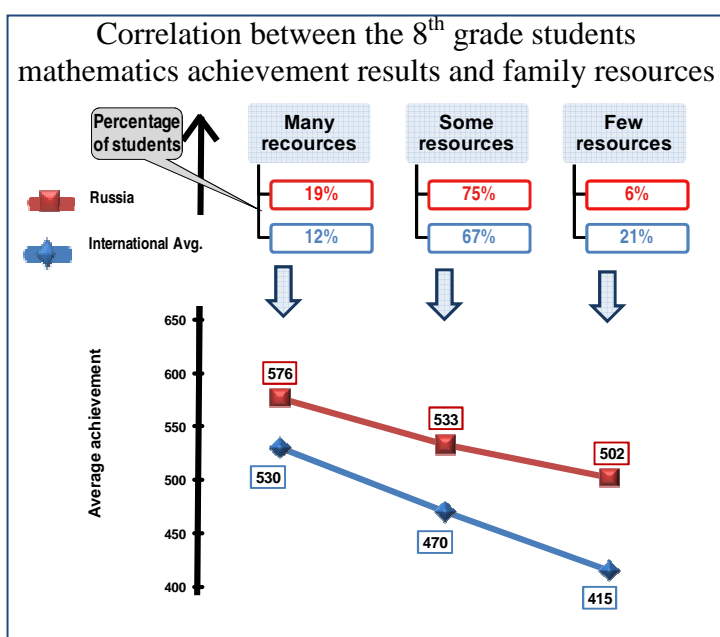 Correlation between the 8th grade students
mathematics achievement results and family resources
Percentage
of students
Many
recources
Some
resources
Few
resources
Russia
19%
75%
6%
International Avg.
12%
67%
21%
Average achievement
650
600
550
500
450
400
576
533
502
530
470
415